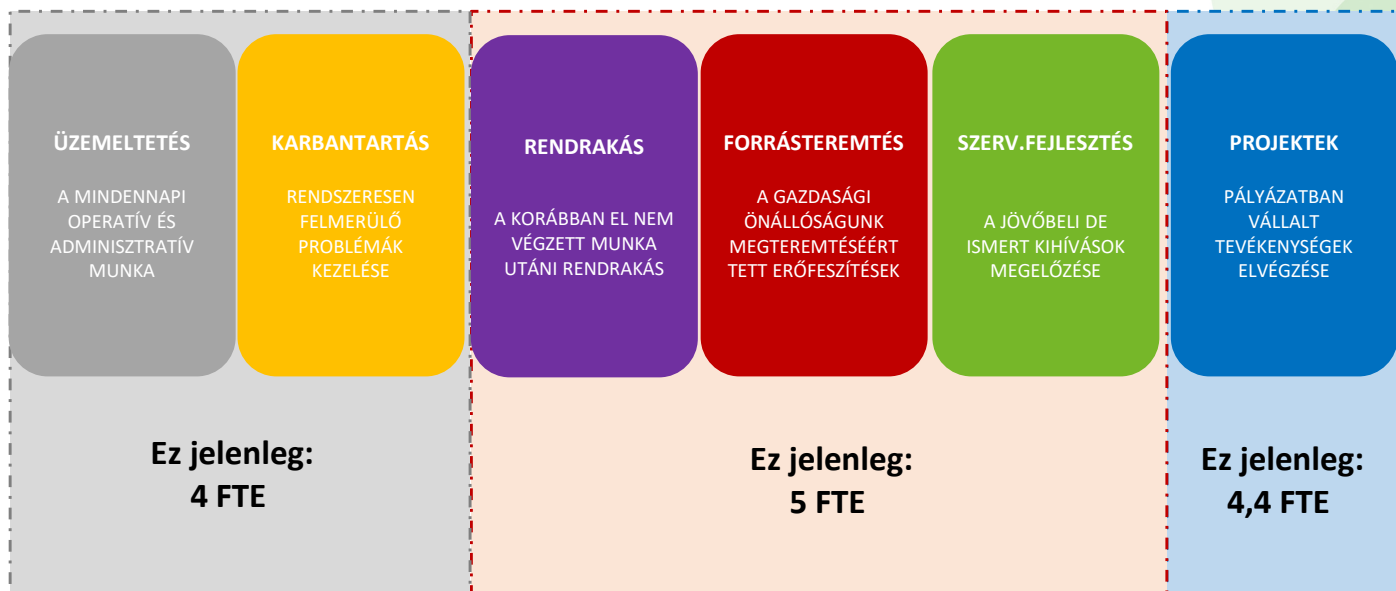 ÜZEMELTETÉS
A MINDENNAPI
OPERATÍV ÉS
ADMINISZTRATÍV
MUNKA
KARBANTARTÁS
RENDSZERESEN
FELMERÜLŐ
PROBLÉMÁK
KEZELÉSE
RENDRAKÁS
A KORÁBBAN EL NEM
VÉGZETT MUNKA
UTÁNI RENDRAKÁS
FORRÁSTEREMTÉS
A GAZDASÁGI
ÖNÁLLÓSÁGUNK
MEGTEREMTÉSÉÉRT
TETT ERŐFESZÍTÉSEK
SZERV.FEJLESZTÉS
A JÖVŐBELI DE
ISMERT KIHÍVÁSOK
MEGELŐZÉSE
PROJEKTEK
PÁLYÁZATBAN
VÁLLALT
TEVÉKENYSÉGEK
ELVÉGZÉSE
Ez jelenleg:
4 FTE
Ez jelenleg:
5 FTE
Ez jelenleg:
4,4 FTE